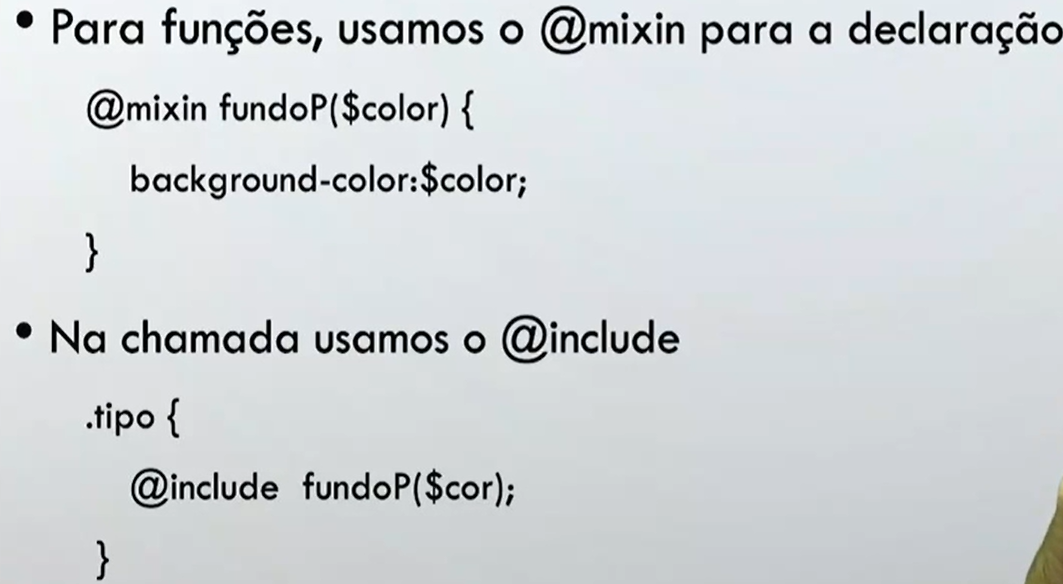 • Para funções, usamos o @mixin para a declaração
@mixin fundoP($color) {
background-color:$color;
}
• Na chamada usamos o @include
.tipo {
@include fundoP($cor);
}